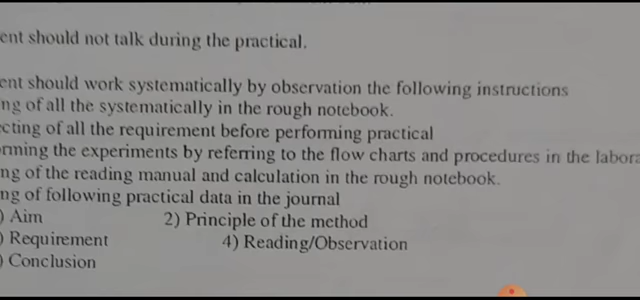 ent should not talk during the practical.
ent should work systematically by observation the following instructions
ng of all the systematically in the rough notebook.
cting of all the requirement before performing practical
rming the experiments by referring to the flow charts and procedures in the labora
ng of the reading manual and calculation in the rough notebook.
ng of following practical data in the journal
) Aim 2) Principle of the method
) Requirement 4) Reading/Observation
) Conclusion